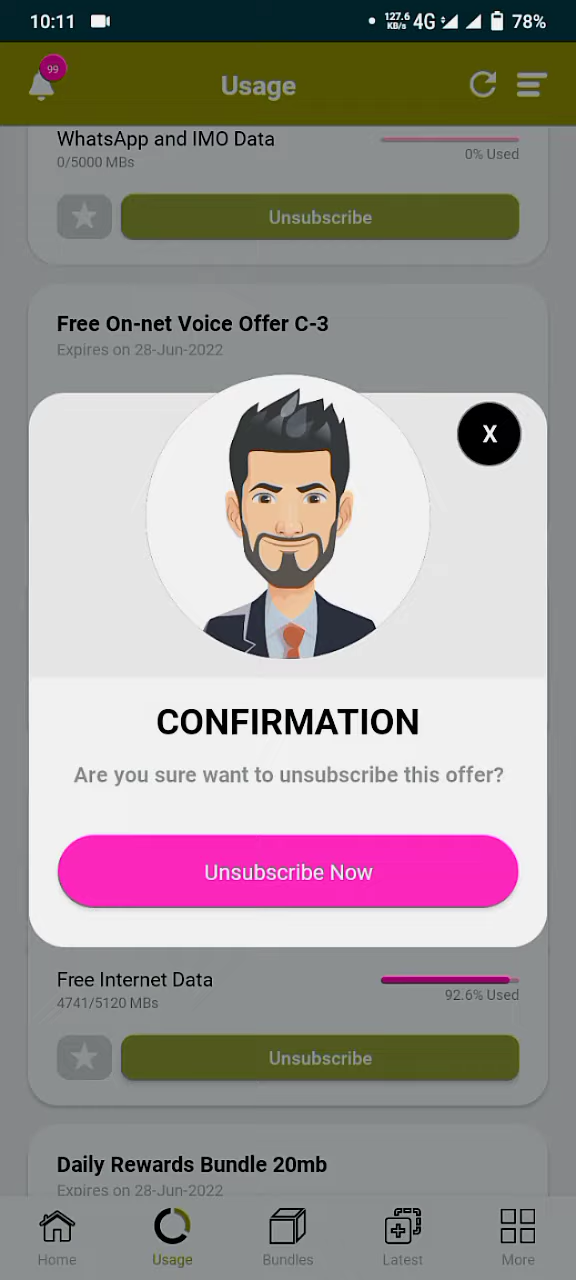 10:11 127.6 KB/s 4G 78%
99
Usage
WhatsApp and IMO Data
0/5000 MBs
0% Used
Unsubscribe
Free On-net Voice Offer C-3
Expires on 28-Jun-2022
X
CONFIRMATION
Are you sure want to unsubscribe this offer?
Unsubscribe Now
Free Internet Data
4741/5120 MBs
92.6% Used
Unsubscribe
Daily Rewards Bundle 20mb
Expires on 28-Jun-2022
Home Usage Bundles Latest More